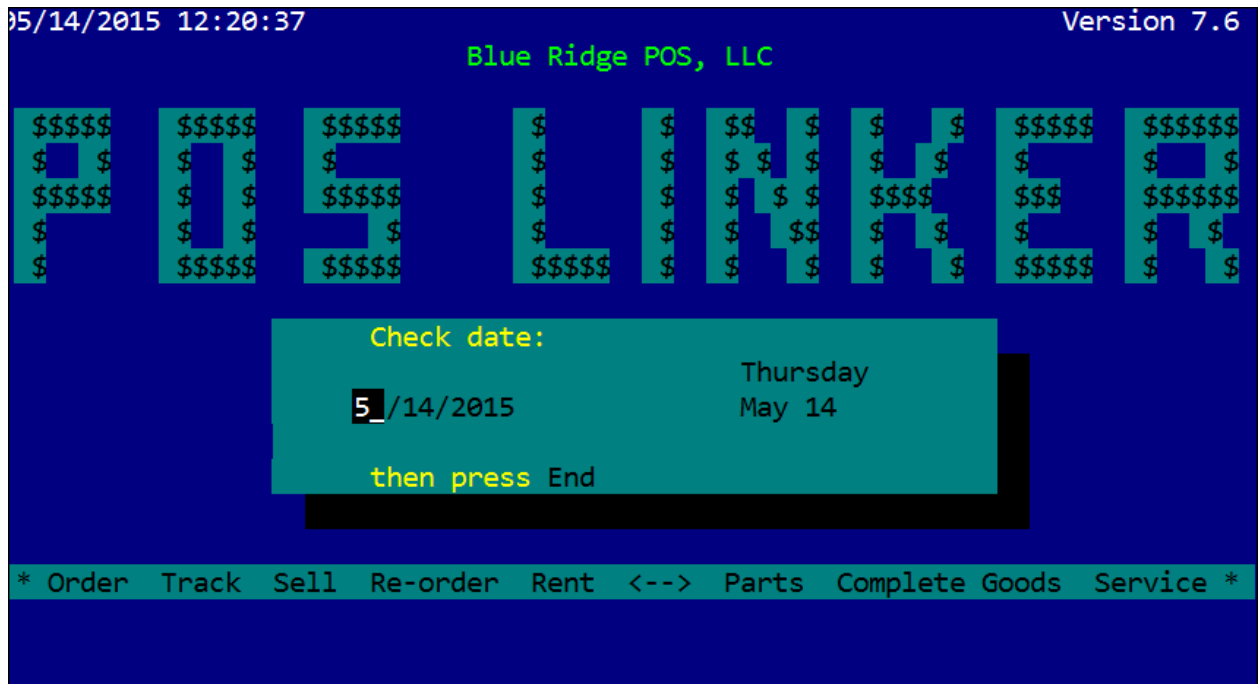 05/14/2015 12:20:37 Version 7.6
Blue Ridge POS, LLC
POS LINKER
Check date:
Thursday
5_/14/2015 May 14
then press End
* Order Track Sell Re-order Rent <--> Parts Complete Goods Service *